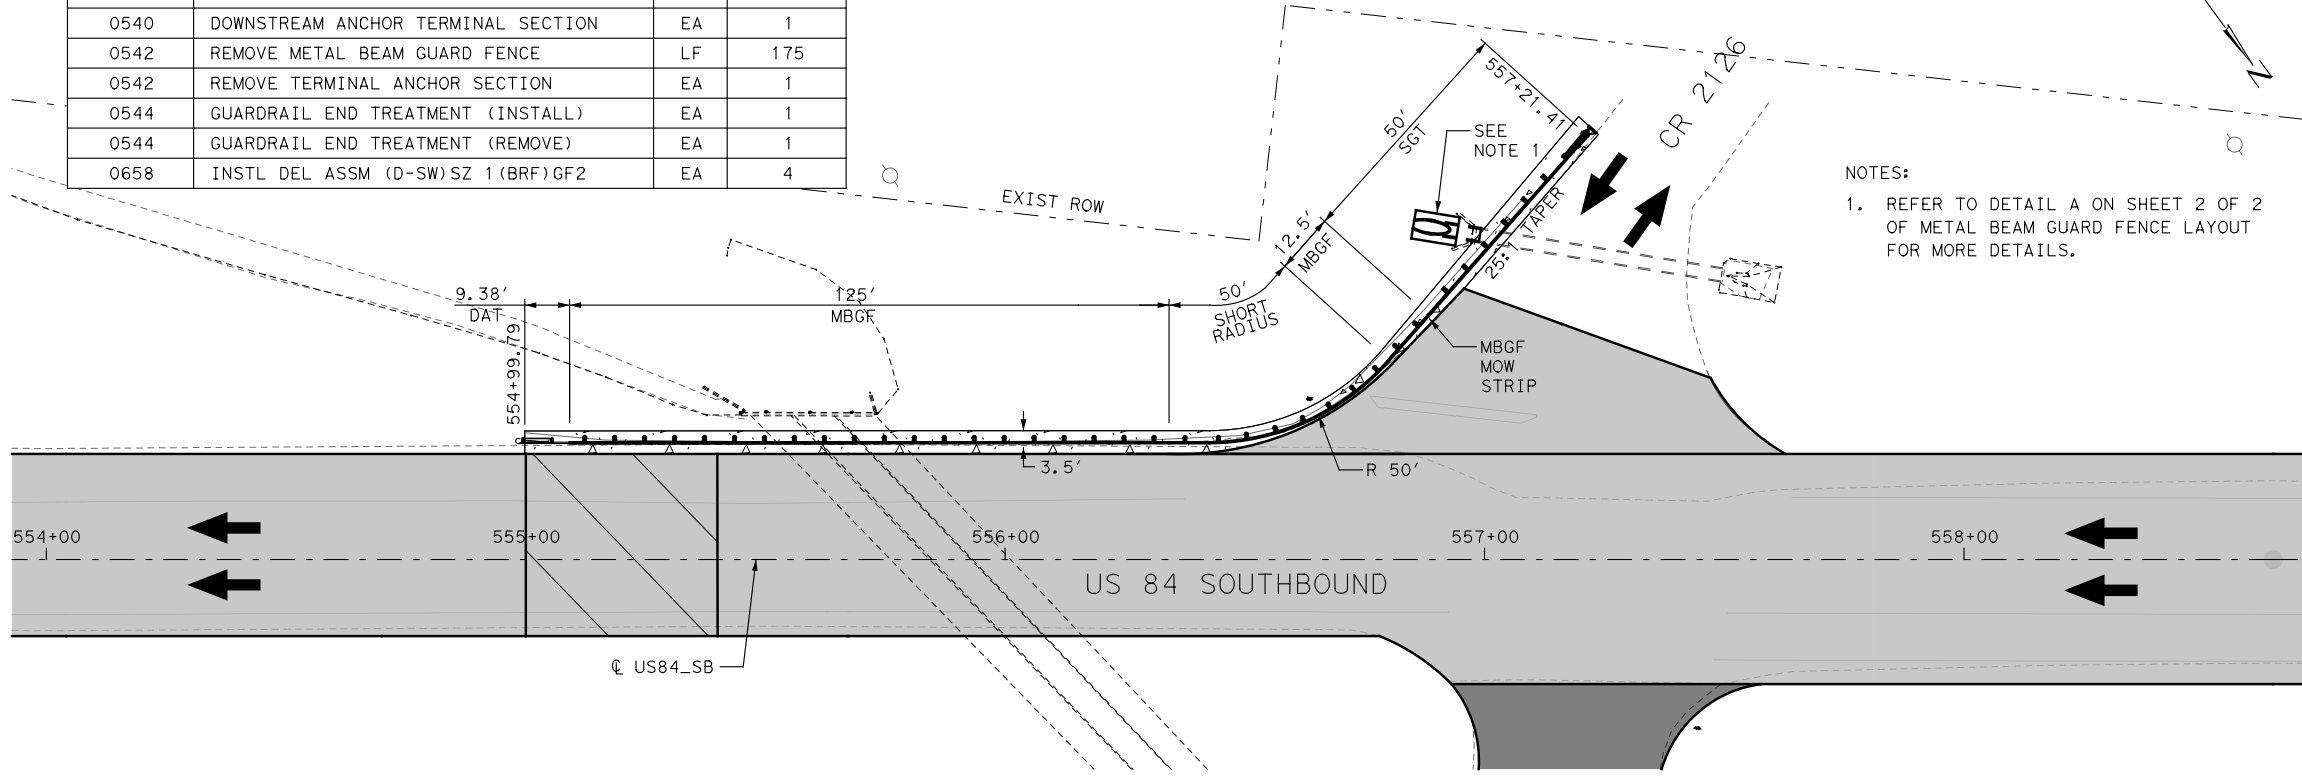 0540 DOWNSTREAM ANCHOR TERMINAL SECTION EA 1
0542 REMOVE METAL BEAM GUARD FENCE LF 175
0542 REMOVE TERMINAL ANCHOR SECTION EA 1
0544 GUARDRAIL END TREATMENT (INSTALL) EA 1
0544 GUARDRAIL END TREATMENT (REMOVE) EA 1
0658 INSTL DEL ASSM (D-SW)SZ 1(BRF)GF2 EA 4
N
CR 2126
557+21.41
50'
SGT
SEE
NOTE 1
NOTES:
1. REFER TO DETAIL A ON SHEET 2 OF 2
OF METAL BEAM GUARD FENCE LAYOUT
FOR MORE DETAILS.
EXIST ROW
12.5'
MBGF
25:1 TAPER
9.38'
DAT
125'
MBGF
50'
SHORT
RADIUS
554+99.79
MBGF
MOW
STRIP
3.5'
R 50'
554+00
555+00
556+00
557+00
558+00
US 84 SOUTHBOUND
℄ US84_SB